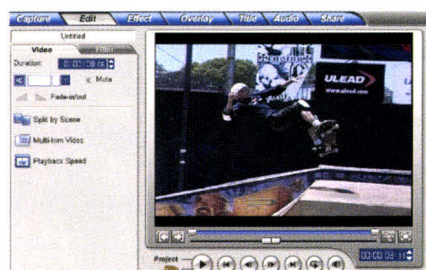 Capture Edit Effect Overlay Title Audio Share
Untitled
Video
Duration:
Mute
Fade-in/out
Split by Scene
Multi-trim Video
Playback Speed
ULEAD
www.ulead.com
Project